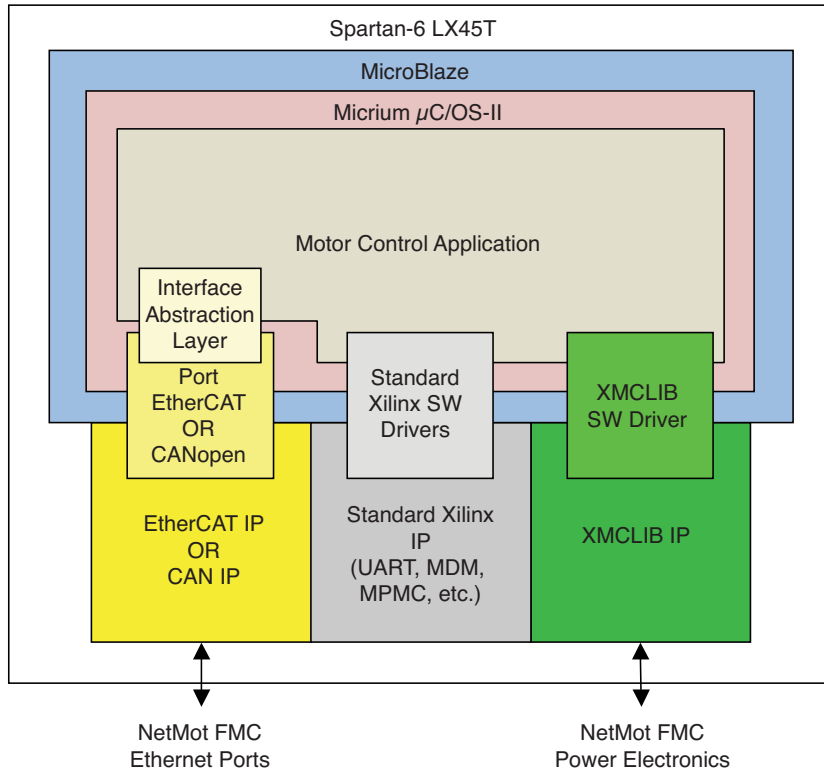 Spartan-6 LX45T
MicroBlaze
Micrium µC/OS-II
Motor Control Application
Interface
Abstraction
Layer
Port
EtherCAT
OR
CANopen
Standard
Xilinx SW
Drivers
XMCLIB
SW Driver
EtherCAT IP
OR
CAN IP
Standard Xilinx
IP
(UART, MDM,
MPMC, etc.)
XMCLIB IP
NetMot FMC
Ethernet Ports
NetMot FMC
Power Electronics